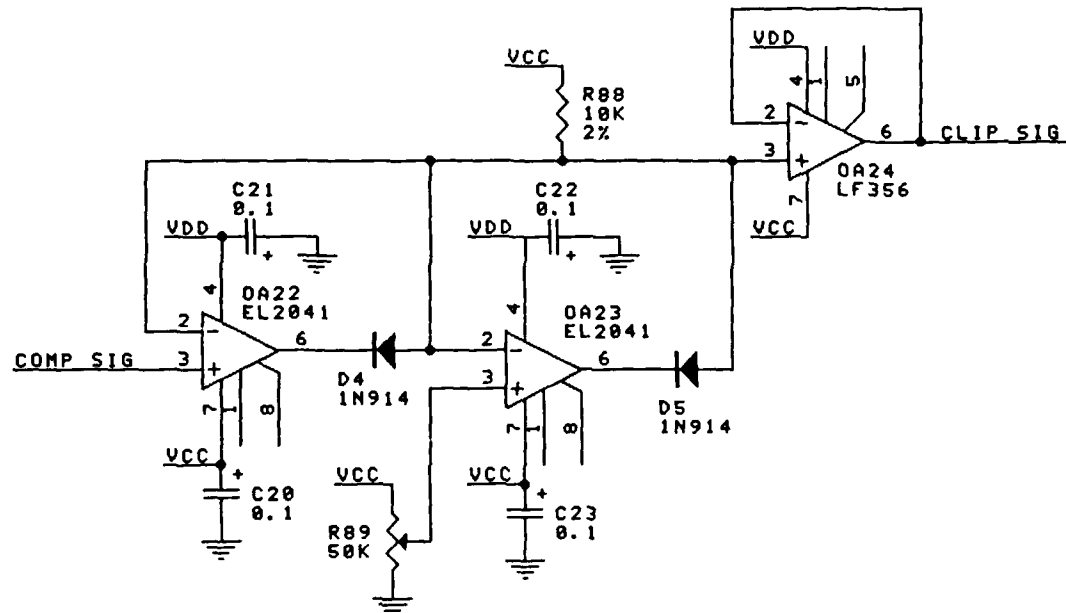 VCC
R88
10K
2%
VDD
4
1
5
2
-
6
CLIP SIG
3
+
OA24
LF356
7
VCC
C21
0.1
VDD
+
4
OA22
EL2041
2
-
6
COMP SIG
3
+
7
1
8
VCC
+
C20
0.1
D4
1N914
C22
0.1
VDD
+
4
OA23
EL2041
2
-
6
3
+
7
1
8
VCC
+
C23
0.1
D5
1N914
VCC
R89
50K